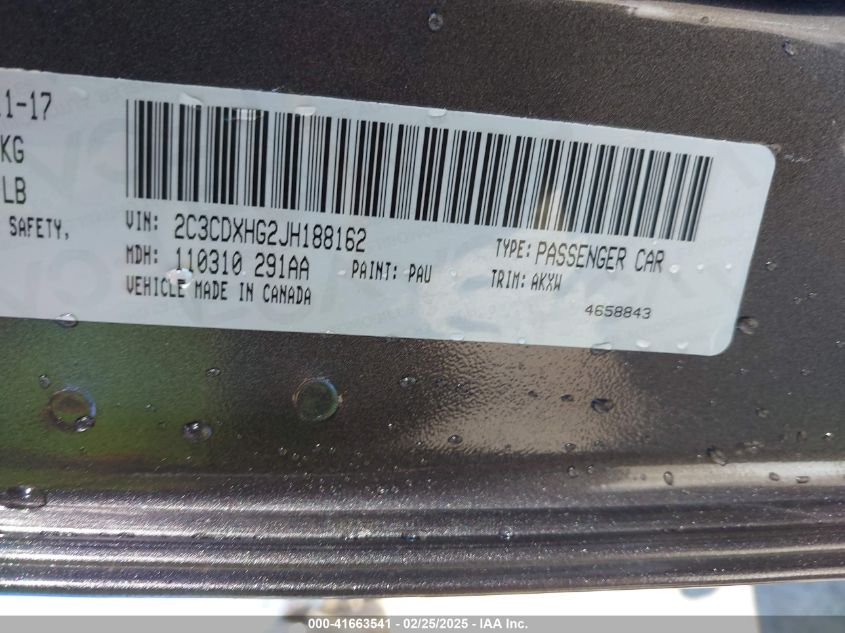 1-17
KG
LB
SAFETY,
VIN: 2C3CDXHG2JH188162
TYPE: PASSENGER CAR
MDH: 110310 291AA
PAINT: PAU
TRIM: AKXW
VEHICLE MADE IN CANADA
4658843
000-41663541 - 02/25/2025 - IAA Inc.